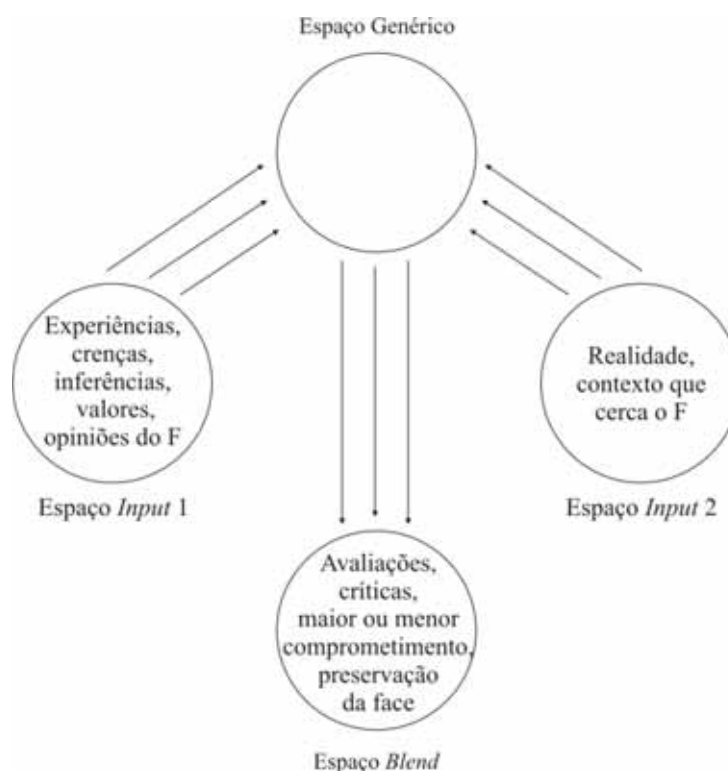 Espaço Genérico
Experiências,
crenças,
inferências,
valores,
opiniões do F
Espaço Input 1
Realidade,
contexto que
cerca o F
Espaço Input 2
Avaliações,
críticas,
maior ou menor
comprometimento,
preservação
da face
Espaço Blend